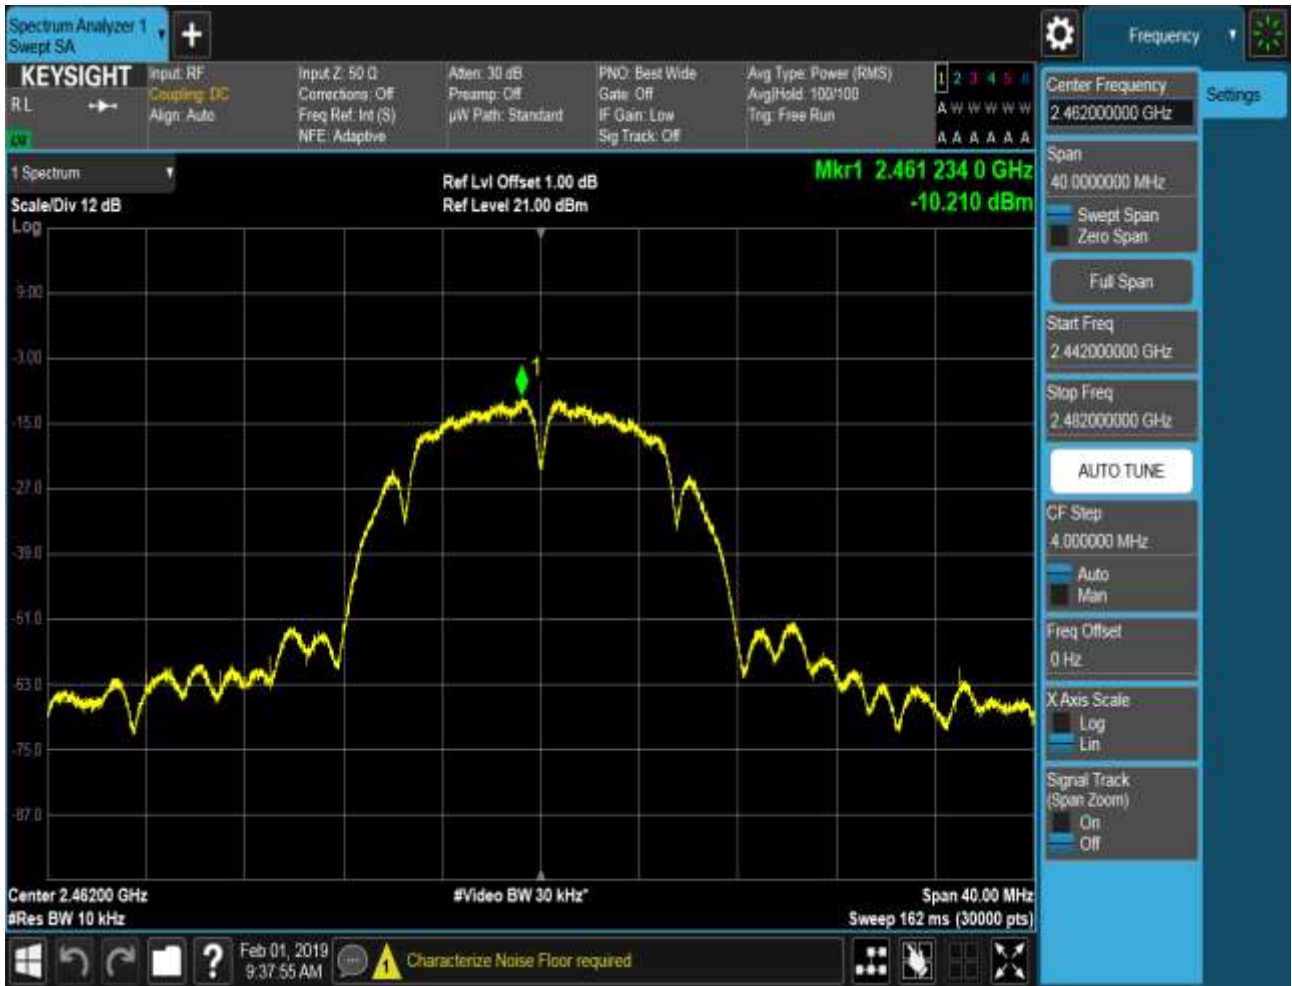 Spectrum Analyzer 1
Swept SA
+
Frequency
KEYSIGHT
RL
Input: RF
Coupling: DC
Align: Auto
Input Z: 50 Ω
Corrections: Off
Freq Ref: Int (S)
NFE: Adaptive
Atten: 30 dB
Preamp: Off
µW Path: Standard
PNO: Best Wide
Gate: Off
IF Gain: Low
Sig Track: Off
Avg Type: Power (RMS)
Avg|Hold: 100/100
Trig: Free Run
1 2 3 4 5 6
A W W W W W
A A A A A A
1 Spectrum
Scale/Div 12 dB
Ref Lvl Offset 1.00 dB
Ref Level 21.00 dBm
Mkr1 2.461 234 0 GHz
-10.210 dBm
Log
9.00
-3.00
-15.0
-27.0
-39.0
-51.0
-63.0
-75.0
-87.0
1
Center 2.46200 GHz
#Res BW 10 kHz
#Video BW 30 kHz*
Span 40.00 MHz
Sweep 162 ms (30000 pts)
Center Frequency
2.462000000 GHz
Settings
Span
40.0000000 MHz
Swept Span
Zero Span
Full Span
Start Freq
2.442000000 GHz
Stop Freq
2.482000000 GHz
AUTO TUNE
CF Step
4.000000 MHz
Auto
Man
Freq Offset
0 Hz
X Axis Scale
Log
Lin
Signal Track
(Span Zoom)
On
Off
?
Feb 01, 2019
9:37:55 AM
1
Characterize Noise Floor required